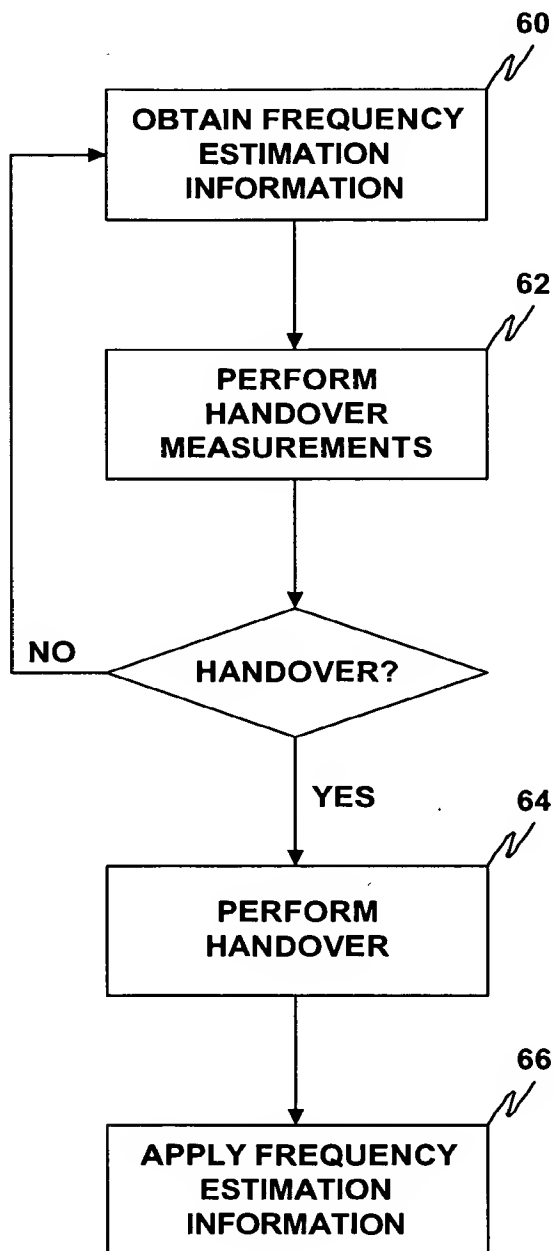 60
OBTAIN FREQUENCY
ESTIMATION
INFORMATION
62
PERFORM
HANDOVER
MEASUREMENTS
NO
HANDOVER?
YES
64
PERFORM
HANDOVER
66
APPLY FREQUENCY
ESTIMATION
INFORMATION